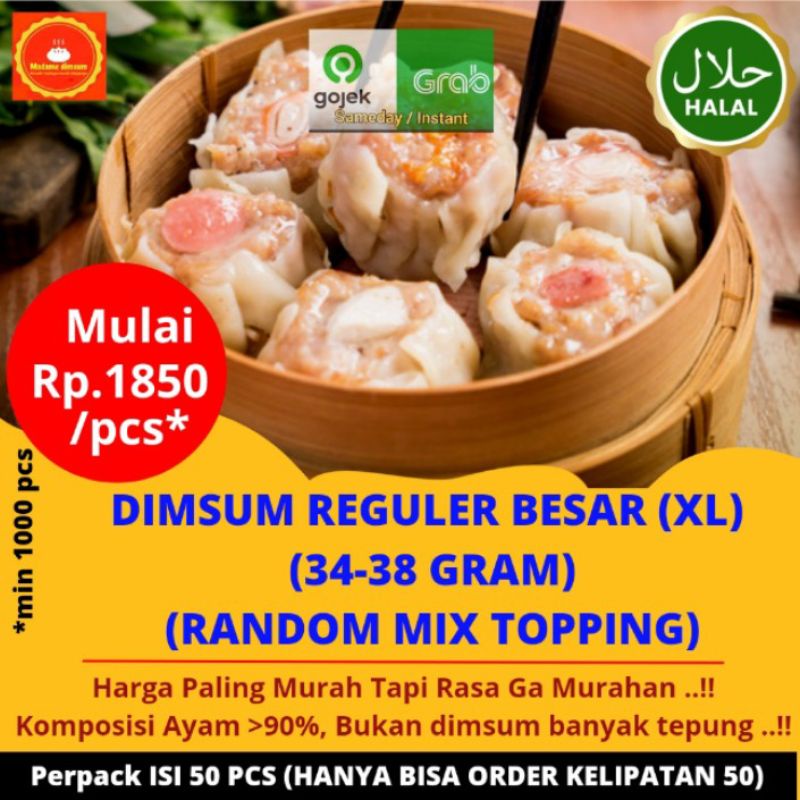 Madame dimsum
gojek
Grab
Sameday / Instant
حلال
HALAL
Mulai
Rp.1850
/pcs*
*min 1000 pcs
DIMSUM REGULER BESAR (XL)
(34-38 GRAM)
(RANDOM MIX TOPPING)
Harga Paling Murah Tapi Rasa Ga Murahan ..!!
Komposisi Ayam >90%, Bukan dimsum banyak tepung ..!!
Perpack ISI 50 PCS (HANYA BISA ORDER KELIPATAN 50)